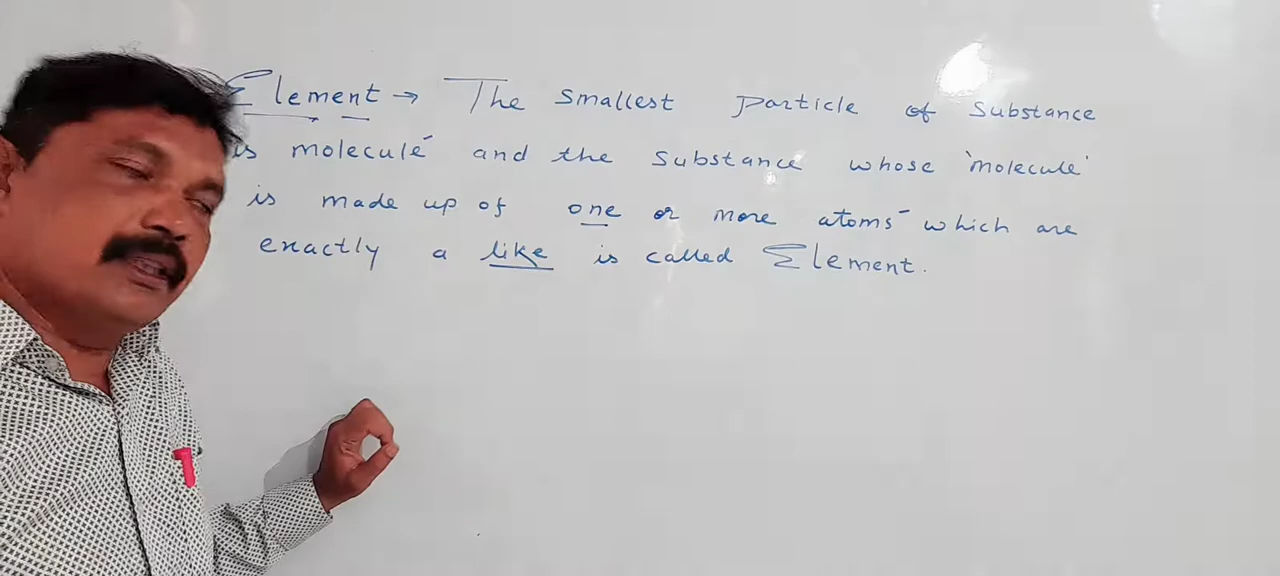 Element → The smallest particle of substance
is molecule and the substance whose 'molecule'
is made up of one or more atoms which are
exactly a like is called Element.